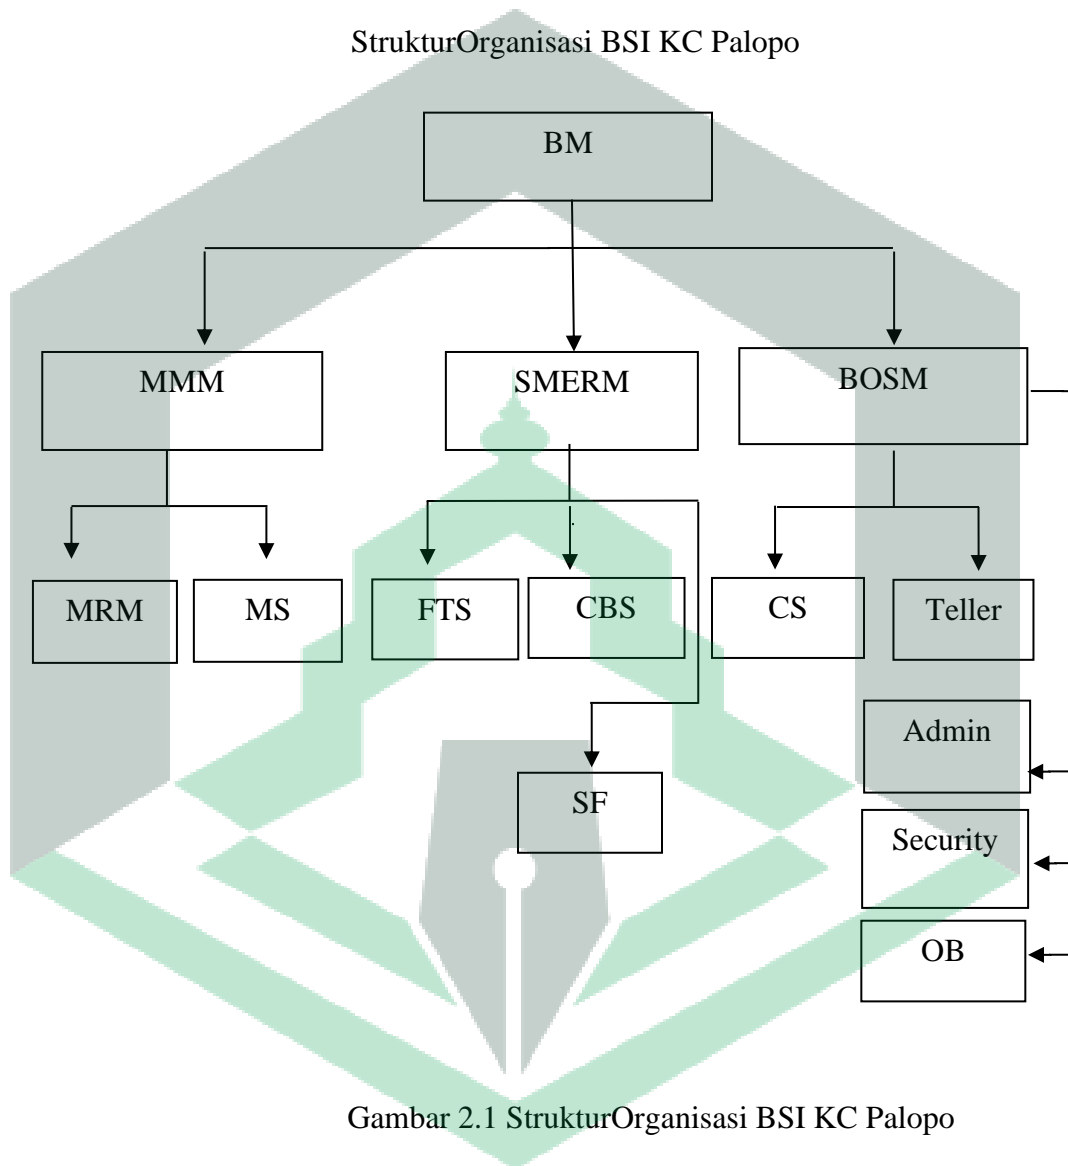 StrukturOrganisasi BSI KC Palopo
BM
MMM
SMERM
BOSM
MRM
MS
FTS
CBS
CS
Teller
Admin
SF
Security
OB
Gambar 2.1 StrukturOrganisasi BSI KC Palopo